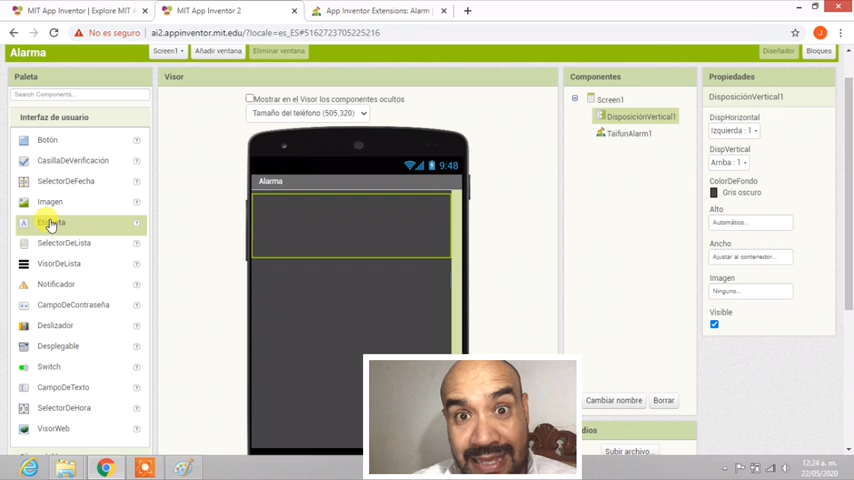 MIT App Inventor | Explore MIT A
MIT App Inventor 2
App Inventor Extensions: Alarm |
No es seguro | ai2.appinventor.mit.edu/?locale=es_ES#5162723705225216
Alarma
Screen1
Añadir ventana
Eliminar ventana
Diseñador
Bloques
Paleta
Search Components...
Interfaz de usuario
Botón
CasillaDeVerificación
SelectorDeFecha
Imagen
Etiqueta
SelectorDeLista
VisorDeLista
Notificador
CampoDeContraseña
Deslizador
Desplegable
Switch
CampoDeTexto
SelectorDeHora
VisorWeb
Visor
Mostrar en el Visor los componentes ocultos
Tamaño del teléfono (505,320)
9:48
Alarma
Componentes
Screen1
DisposiciónVertical1
TaifunAlarm1
Cambiar nombre
Borrar
Subir archivo...
Propiedades
DisposiciónVertical1
DispHorizontal
Izquierda : 1
DispVertical
Arriba : 1
ColorDeFondo
Gris oscuro
Alto
Automático...
Ancho
Ajustar al contenedor...
Imagen
Ninguno...
Visible
12:24 a. m.
22/05/2020